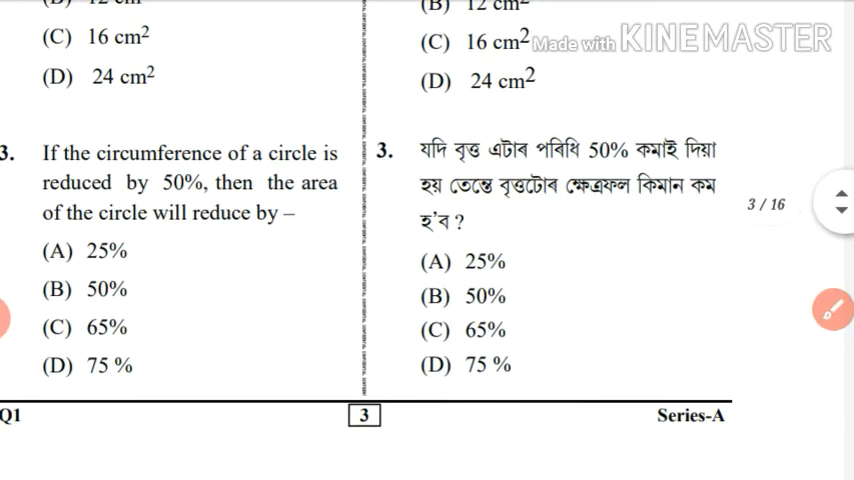 (C) 16 cm²
(D) 24 cm²
3. If the circumference of a circle is
reduced by 50%, then the area
of the circle will reduce by –
(A) 25%
(B) 50%
(C) 65%
(D) 75 %
(B) 12 cm²
(C) 16 cm²
(D) 24 cm²
3. যদি বৃত্ত এটাৰ পৰিধি 50% কমাই দিয়া
হয় তেন্তে বৃত্তটোৰ ক্ষেত্ৰফল কিমান কম
হ'ব ?
(A) 25%
(B) 50%
(C) 65%
(D) 75 %
Made with KINEMASTER
3 / 16
Q1
3
Series-A